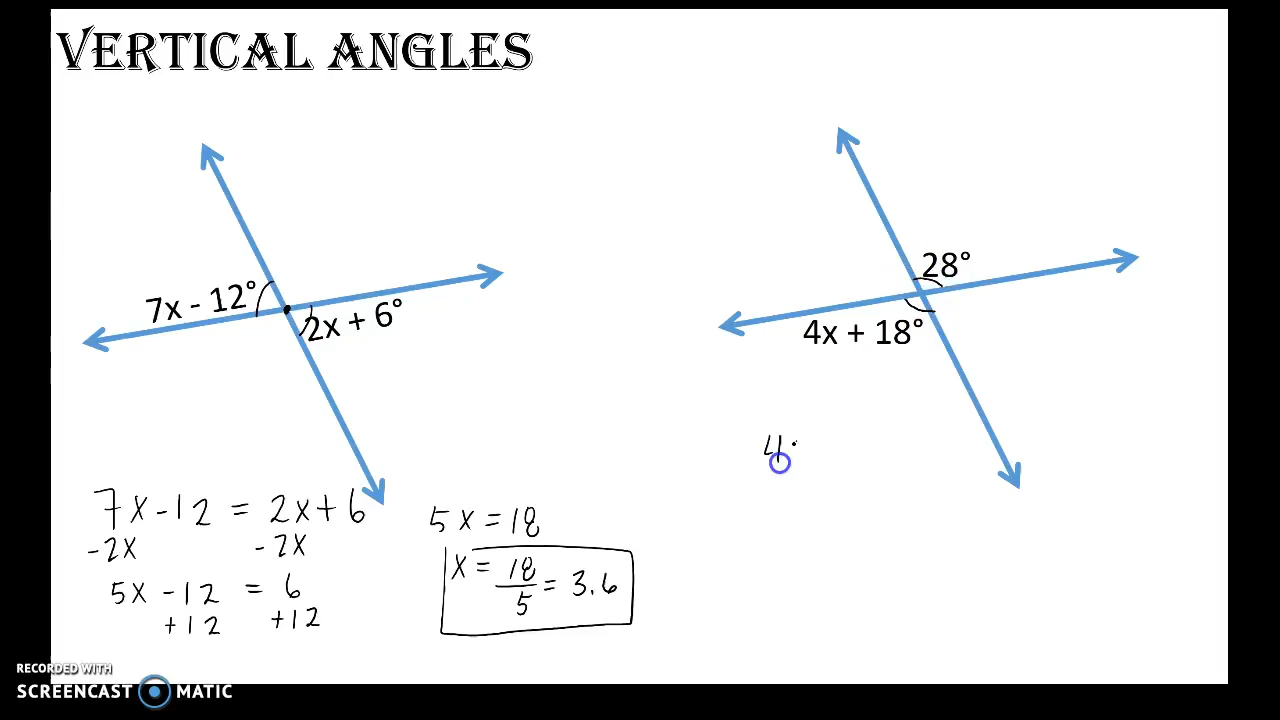 VERTICAL ANGLES
7x - 12°
2x + 6°
28°
4x + 18°
7x -12 = 2x + 6
-2x -2x
5x -12 = 6
+12 +12
5x = 18
x = 18/5 = 3.6
4
RECORDED WITH
SCREENCAST MATIC